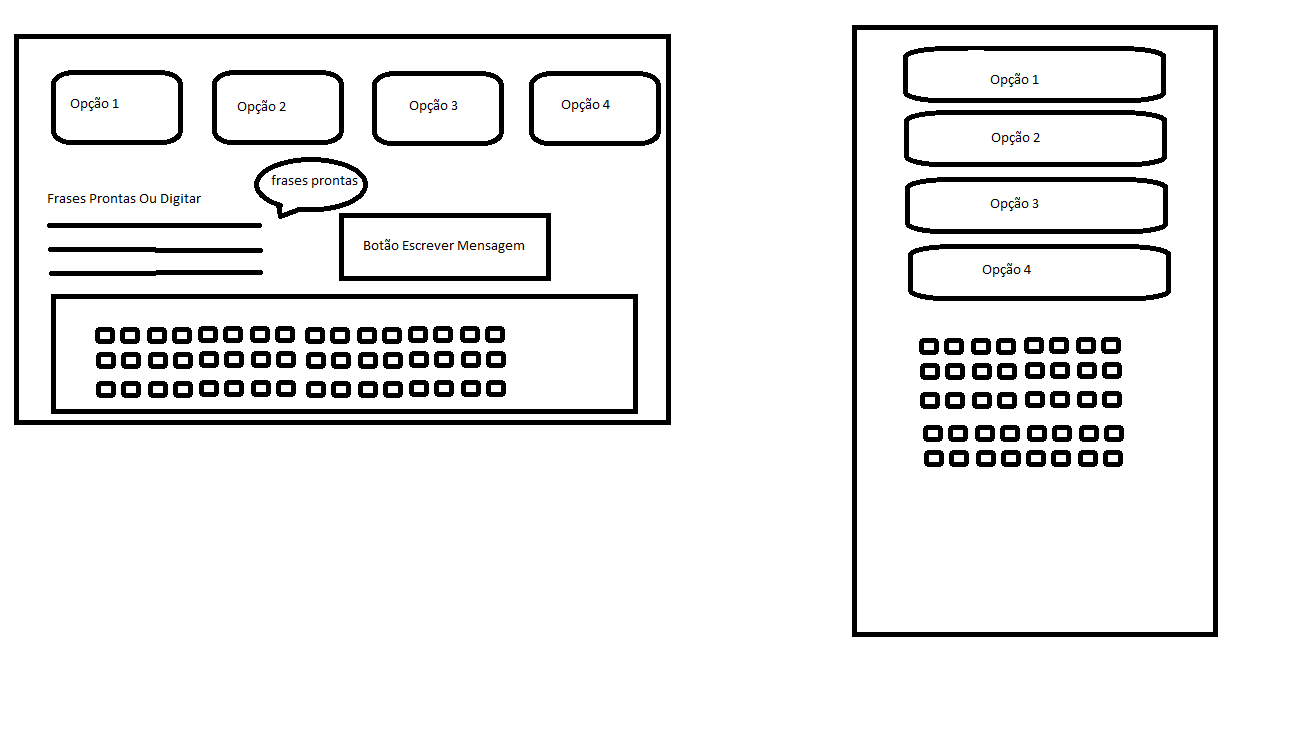 Opção 1
Opção 2
Opção 3
Opção 4
frases prontas
Frases Prontas Ou Digitar
Botão Escrever Mensagem
Opção 1
Opção 2
Opção 3
Opção 4